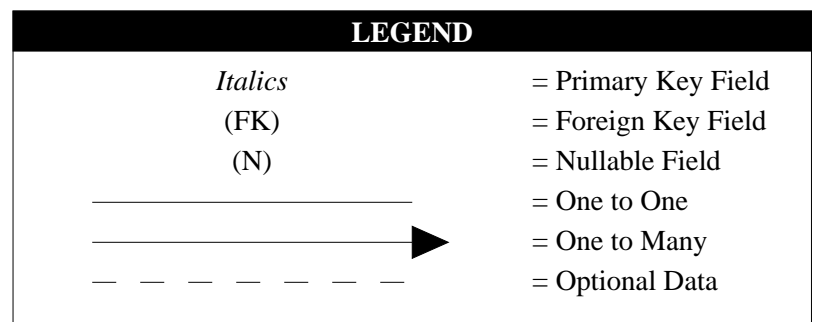 LEGEND
Italics = Primary Key Field
(FK) = Foreign Key Field
(N) = Nullable Field
= One to One
= One to Many
= Optional Data